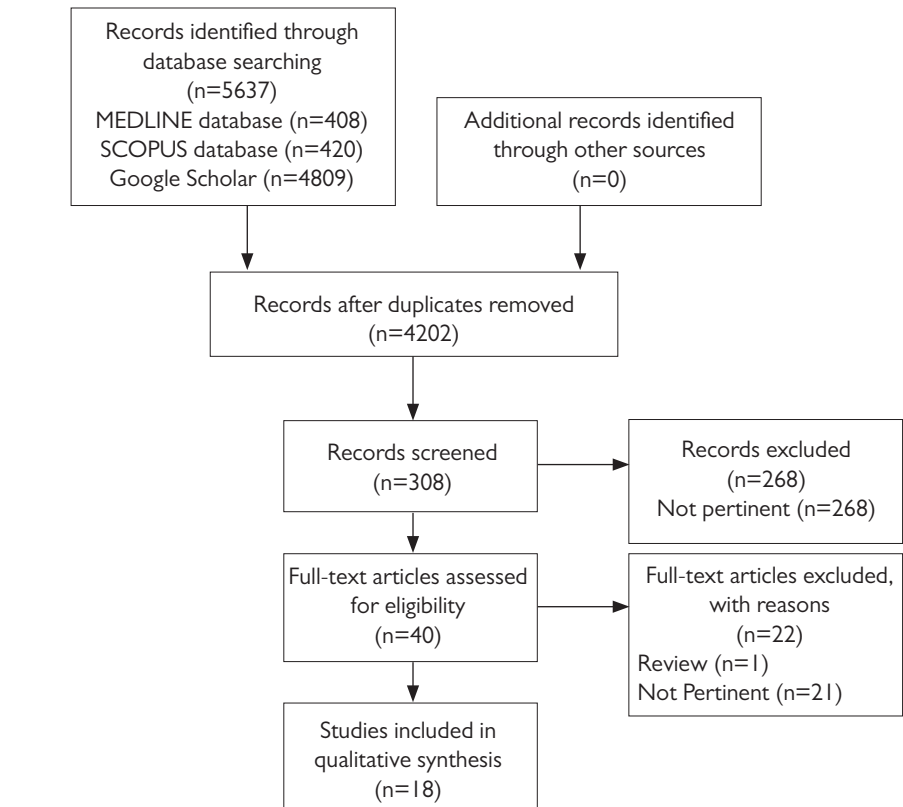 Records identified through
database searching
(n=5637)
MEDLINE database (n=408)
SCOPUS database (n=420)
Google Scholar (n=4809)
Additional records identified
through other sources
(n=0)
Records after duplicates removed
(n=4202)
Records screened
(n=308)
Records excluded
(n=268)
Not pertinent (n=268)
Full-text articles assessed
for eligibility
(n=40)
Full-text articles excluded,
with reasons
(n=22)
Review (n=1)
Not Pertinent (n=21)
Studies included in
qualitative synthesis
(n=18)